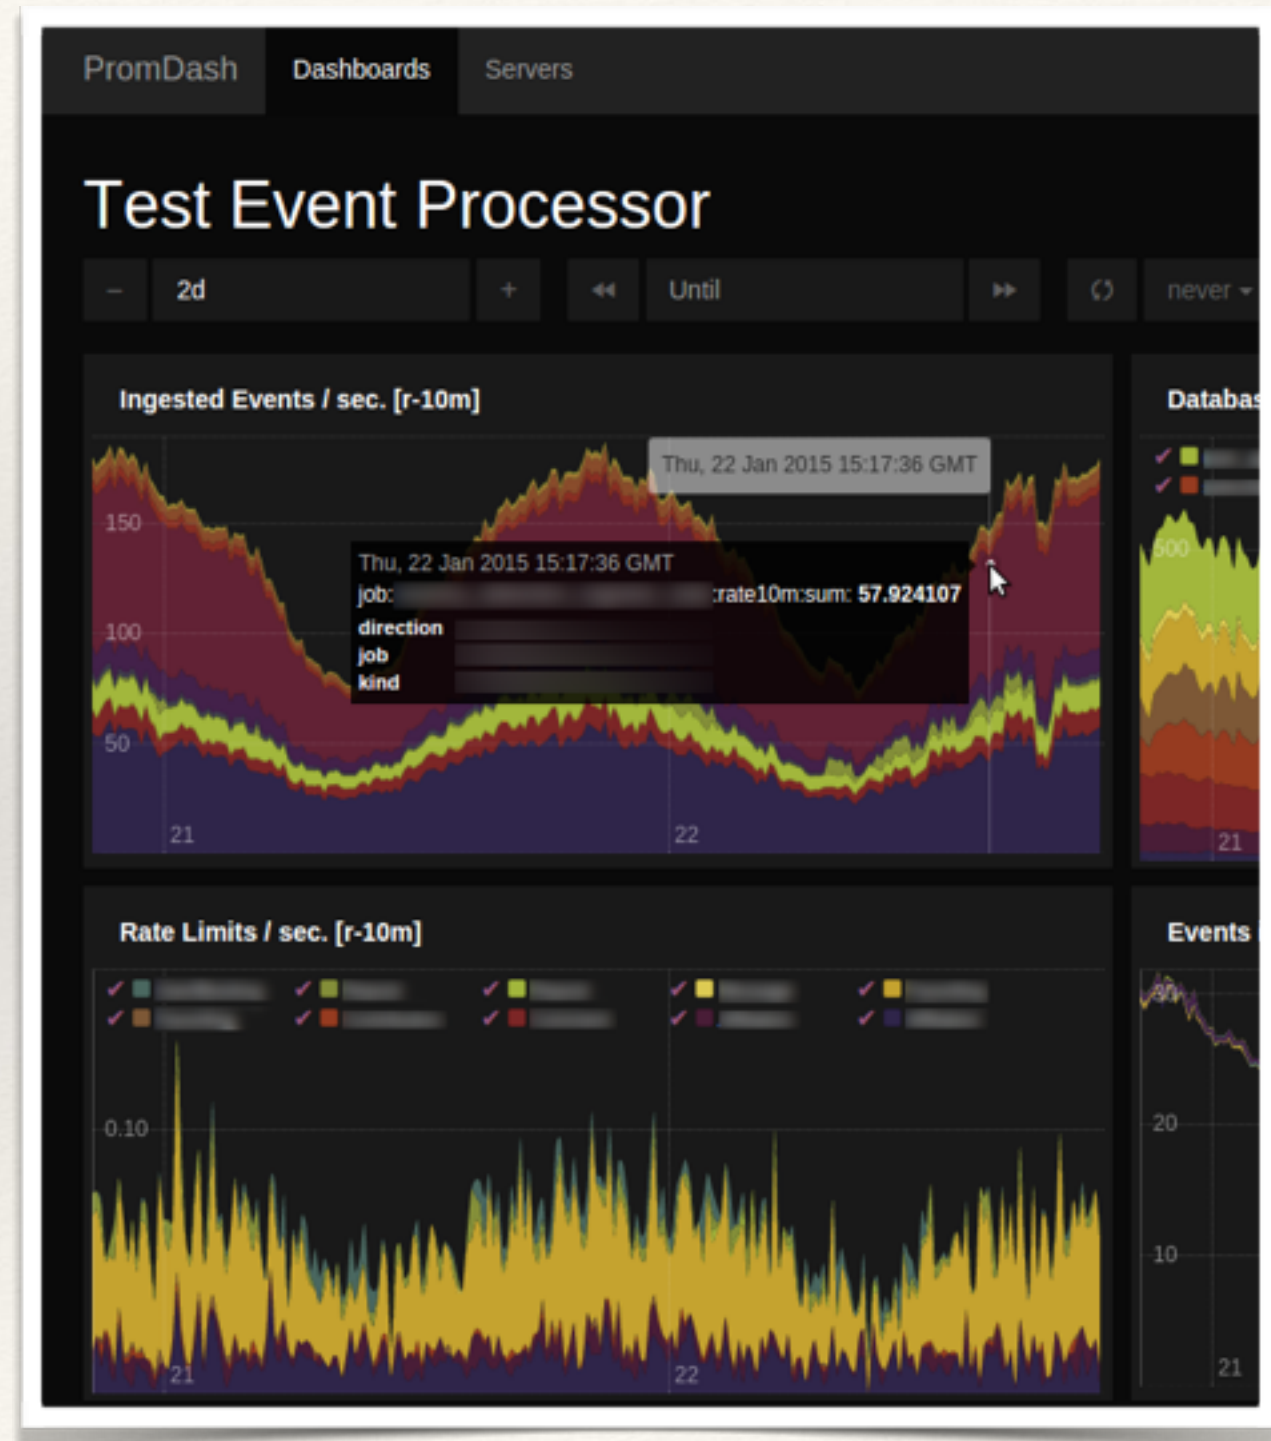 PromDash Dashboards Servers
Test Event Processor
− 2d + Until never
Ingested Events / sec. [r-10m]
Thu, 22 Jan 2015 15:17:36 GMT
150
Thu, 22 Jan 2015 15:17:36 GMT
job: :rate10m:sum: 57.924107
direction
100
job
kind
50
21 22
500
21
Rate Limits / sec. [r-10m]
Events
0.10
21 22
20
10
21